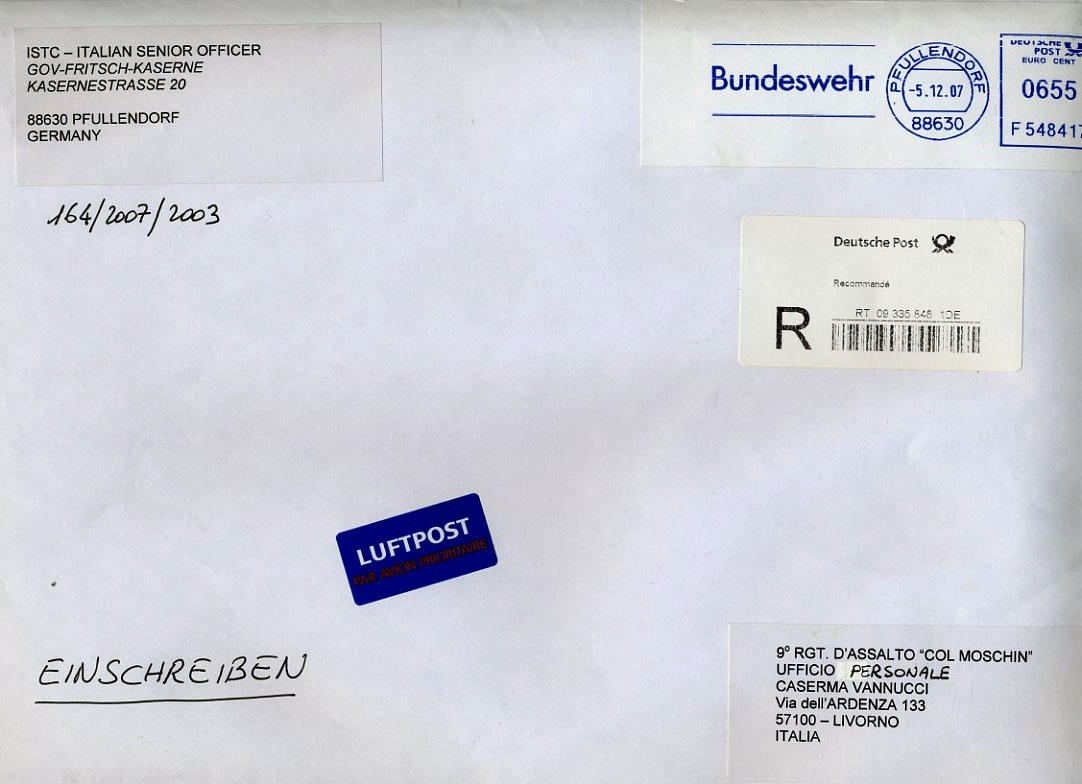 ISTC – ITALIAN SENIOR OFFICER
GOV-FRITSCH-KASERNE
KASERNESTRASSE 20
88630 PFULLENDORF
GERMANY
164/2007/2003
Bundeswehr
PFULLENDORF
-5.12.07
88630
DEUTSCHE
POST
EURO CENT
0655
F 548417
Deutsche Post
Recommandé
R
RT 09 335 848 1DE
LUFTPOST
PAR AVION PRIORITAIRE
EINSCHREIBEN
9° RGT. D'ASSALTO "COL MOSCHIN"
UFFICIO PERSONALE
CASERMA VANNUCCI
Via dell'ARDENZA 133
57100 – LIVORNO
ITALIA